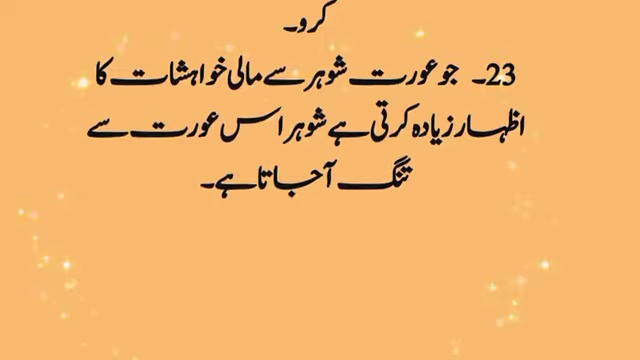 کرو۔
23۔ جو عورت شوہر سے مالی خواہشات کا
اظہار زیادہ کرتی ہے شوہر اس عورت سے
تنگ آ جاتا ہے۔